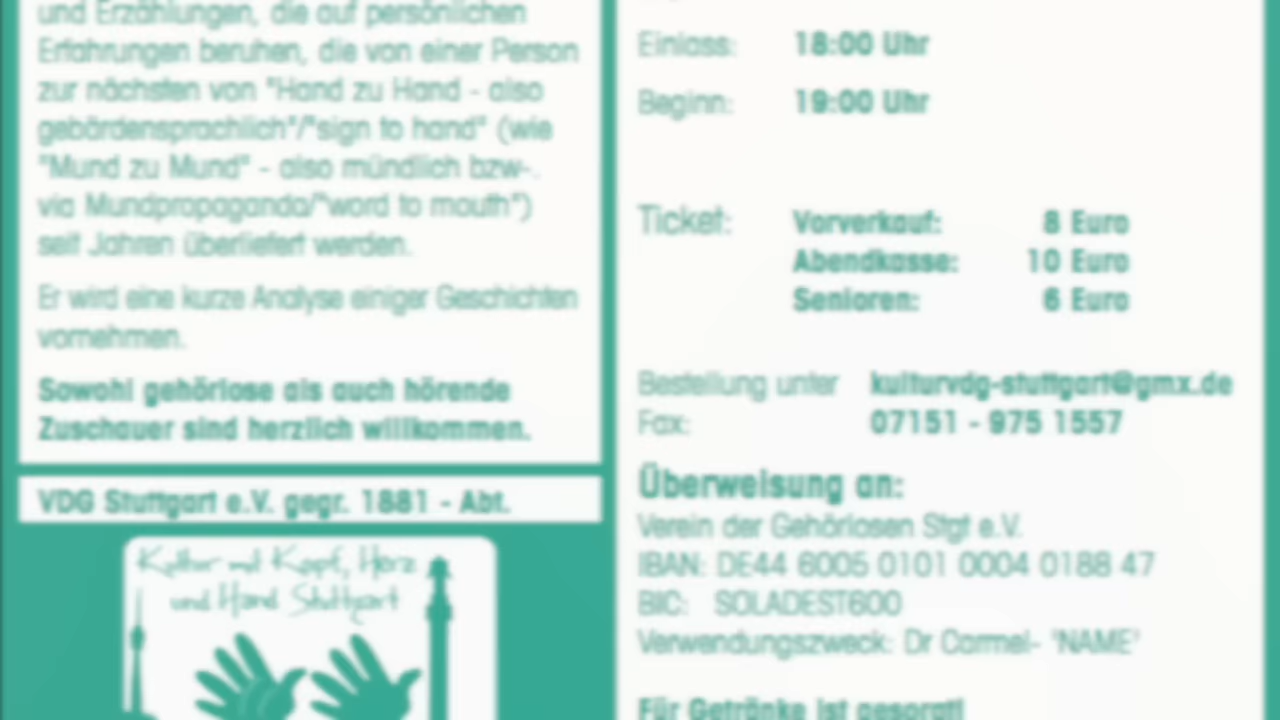 und Erzählungen, die auf persönlichen
Erfahrungen beruhen, die von einer Person
zur nächsten von "Hand zu Hand - also
gebärdensprachlich"/"sign to hand" (wie
"Mund zu Mund" - also mündlich bzw-.
via Mundpropaganda/"word to mouth")
seit Jahren überliefert werden.
Er wird eine kurze Analyse einiger Geschichten
vornehmen.
Sowohl gehörlose als auch hörende
Zuschauer sind herzlich willkommen.
VDG Stuttgart e.V. gegr. 1881 - Abt.
Kultur mit Kopf, Herz
und Hand Stuttgart
Einlass: 18:00 Uhr
Beginn: 19:00 Uhr
Ticket: Vorverkauf: 8 Euro
Abendkasse: 10 Euro
Senioren: 6 Euro
Bestellung unter kulturvdg-stuttgart@gmx.de
Fax: 07151 - 975 1557
Überweisung an:
Verein der Gehörlosen Stgt e.V.
IBAN: DE44 6005 0101 0004 0188 47
BIC: SOLADEST600
Verwendungszweck: Dr Carmel- "NAME"
Für Getränke ist gesorgt!